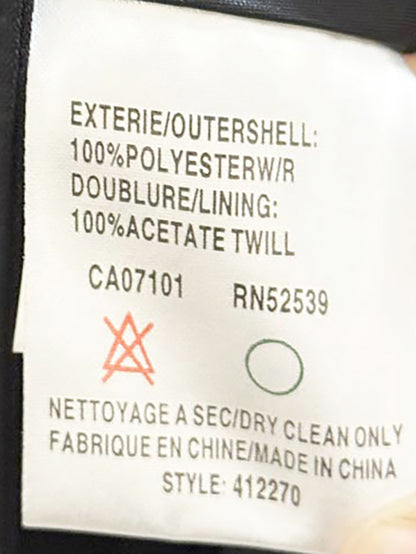 EXTERIE/OUTERSHELL:
100%POLYESTERW/R
DOUBLURE/LINING:
100%ACETATE TWILL
CA07101 RN52539
NETTOYAGE A SEC/DRY CLEAN ONLY
FABRIQUE EN CHINE/MADE IN CHINA
STYLE: 412270